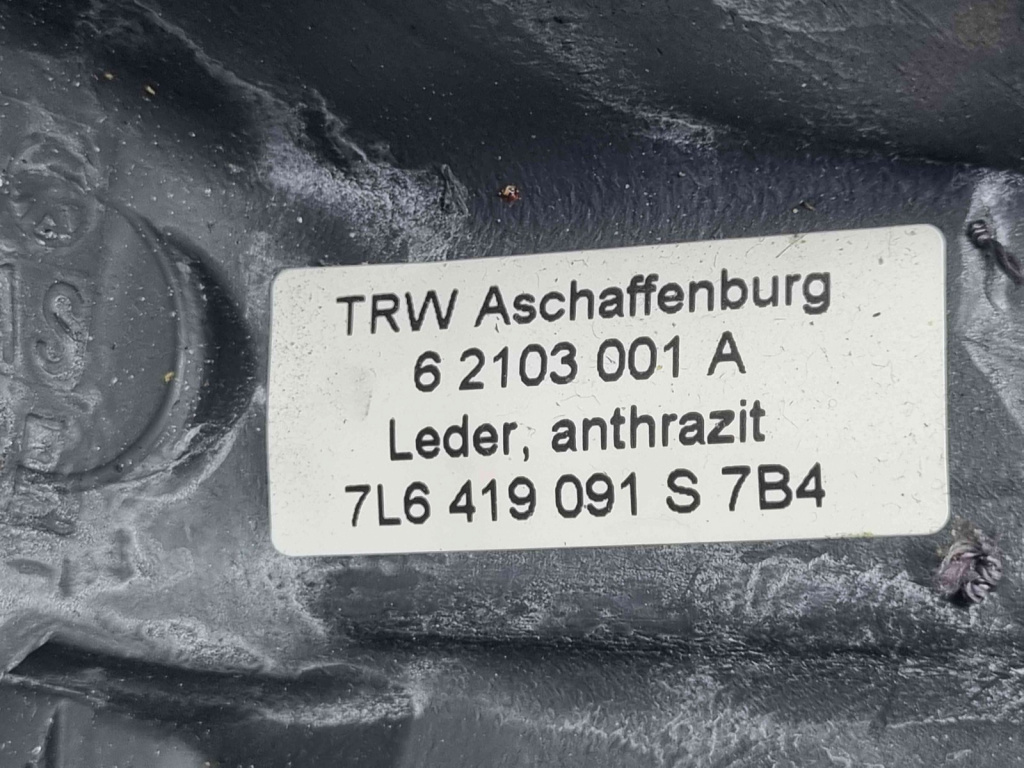 TRW Aschaffenburg
6 2103 001 A
Leder, anthrazit
7L6 419 091 S 7B4